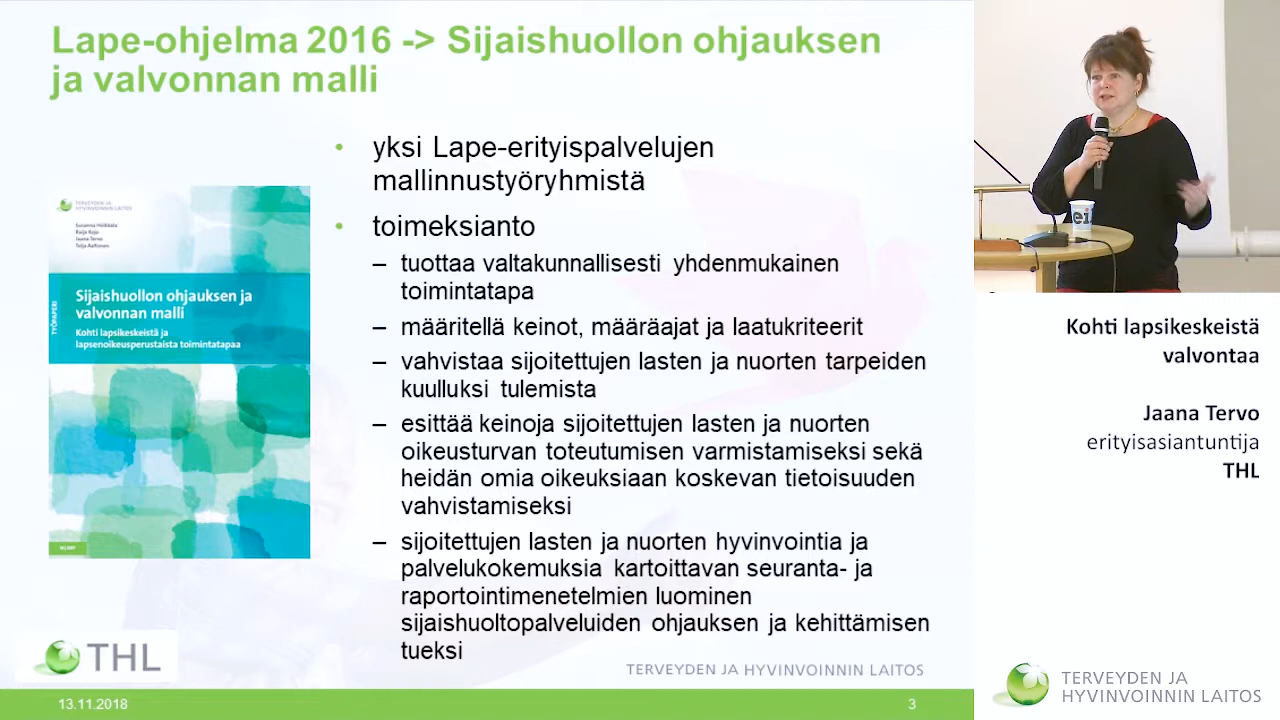 Lape-ohjelma 2016 -> Sijaishuollon ohjauksen
ja valvonnan malli
• yksi Lape-erityispalvelujen
mallinnustyöryhmistä
• toimeksianto
– tuottaa valtakunnallisesti yhdenmukainen
toimintatapa
– määritellä keinot, määräajat ja laatukriteerit
– vahvistaa sijoitettujen lasten ja nuorten tarpeiden
kuulluksi tulemista
– esittää keinoja sijoitettujen lasten ja nuorten
oikeusturvan toteutumisen varmistamiseksi sekä
heidän omia oikeuksiaan koskevan tietoisuuden
vahvistamiseksi
– sijoitettujen lasten ja nuorten hyvinvointia ja
palvelukokemuksia kartoittavan seuranta- ja
raportointimenetelmien luominen
sijaishuoltopalveluiden ohjauksen ja kehittämisen
tueksi
TERVEYDEN JA
HYVINVOINNIN LAITOS
Jaana Tervo
TYÖPAPERI
Sijaishuollon ohjauksen ja
valvonnan malli
Kohti lapsikeskeistä ja
lapsenoikeusperustaista toimintatapaa
THL
TERVEYDEN JA HYVINVOINNIN LAITOS
13.11.2018
3
ei
Kohti lapsikeskeistä
valvontaa
Jaana Tervo
erityisasiantuntija
THL
TERVEYDEN JA
HYVINVOINNIN LAITOS